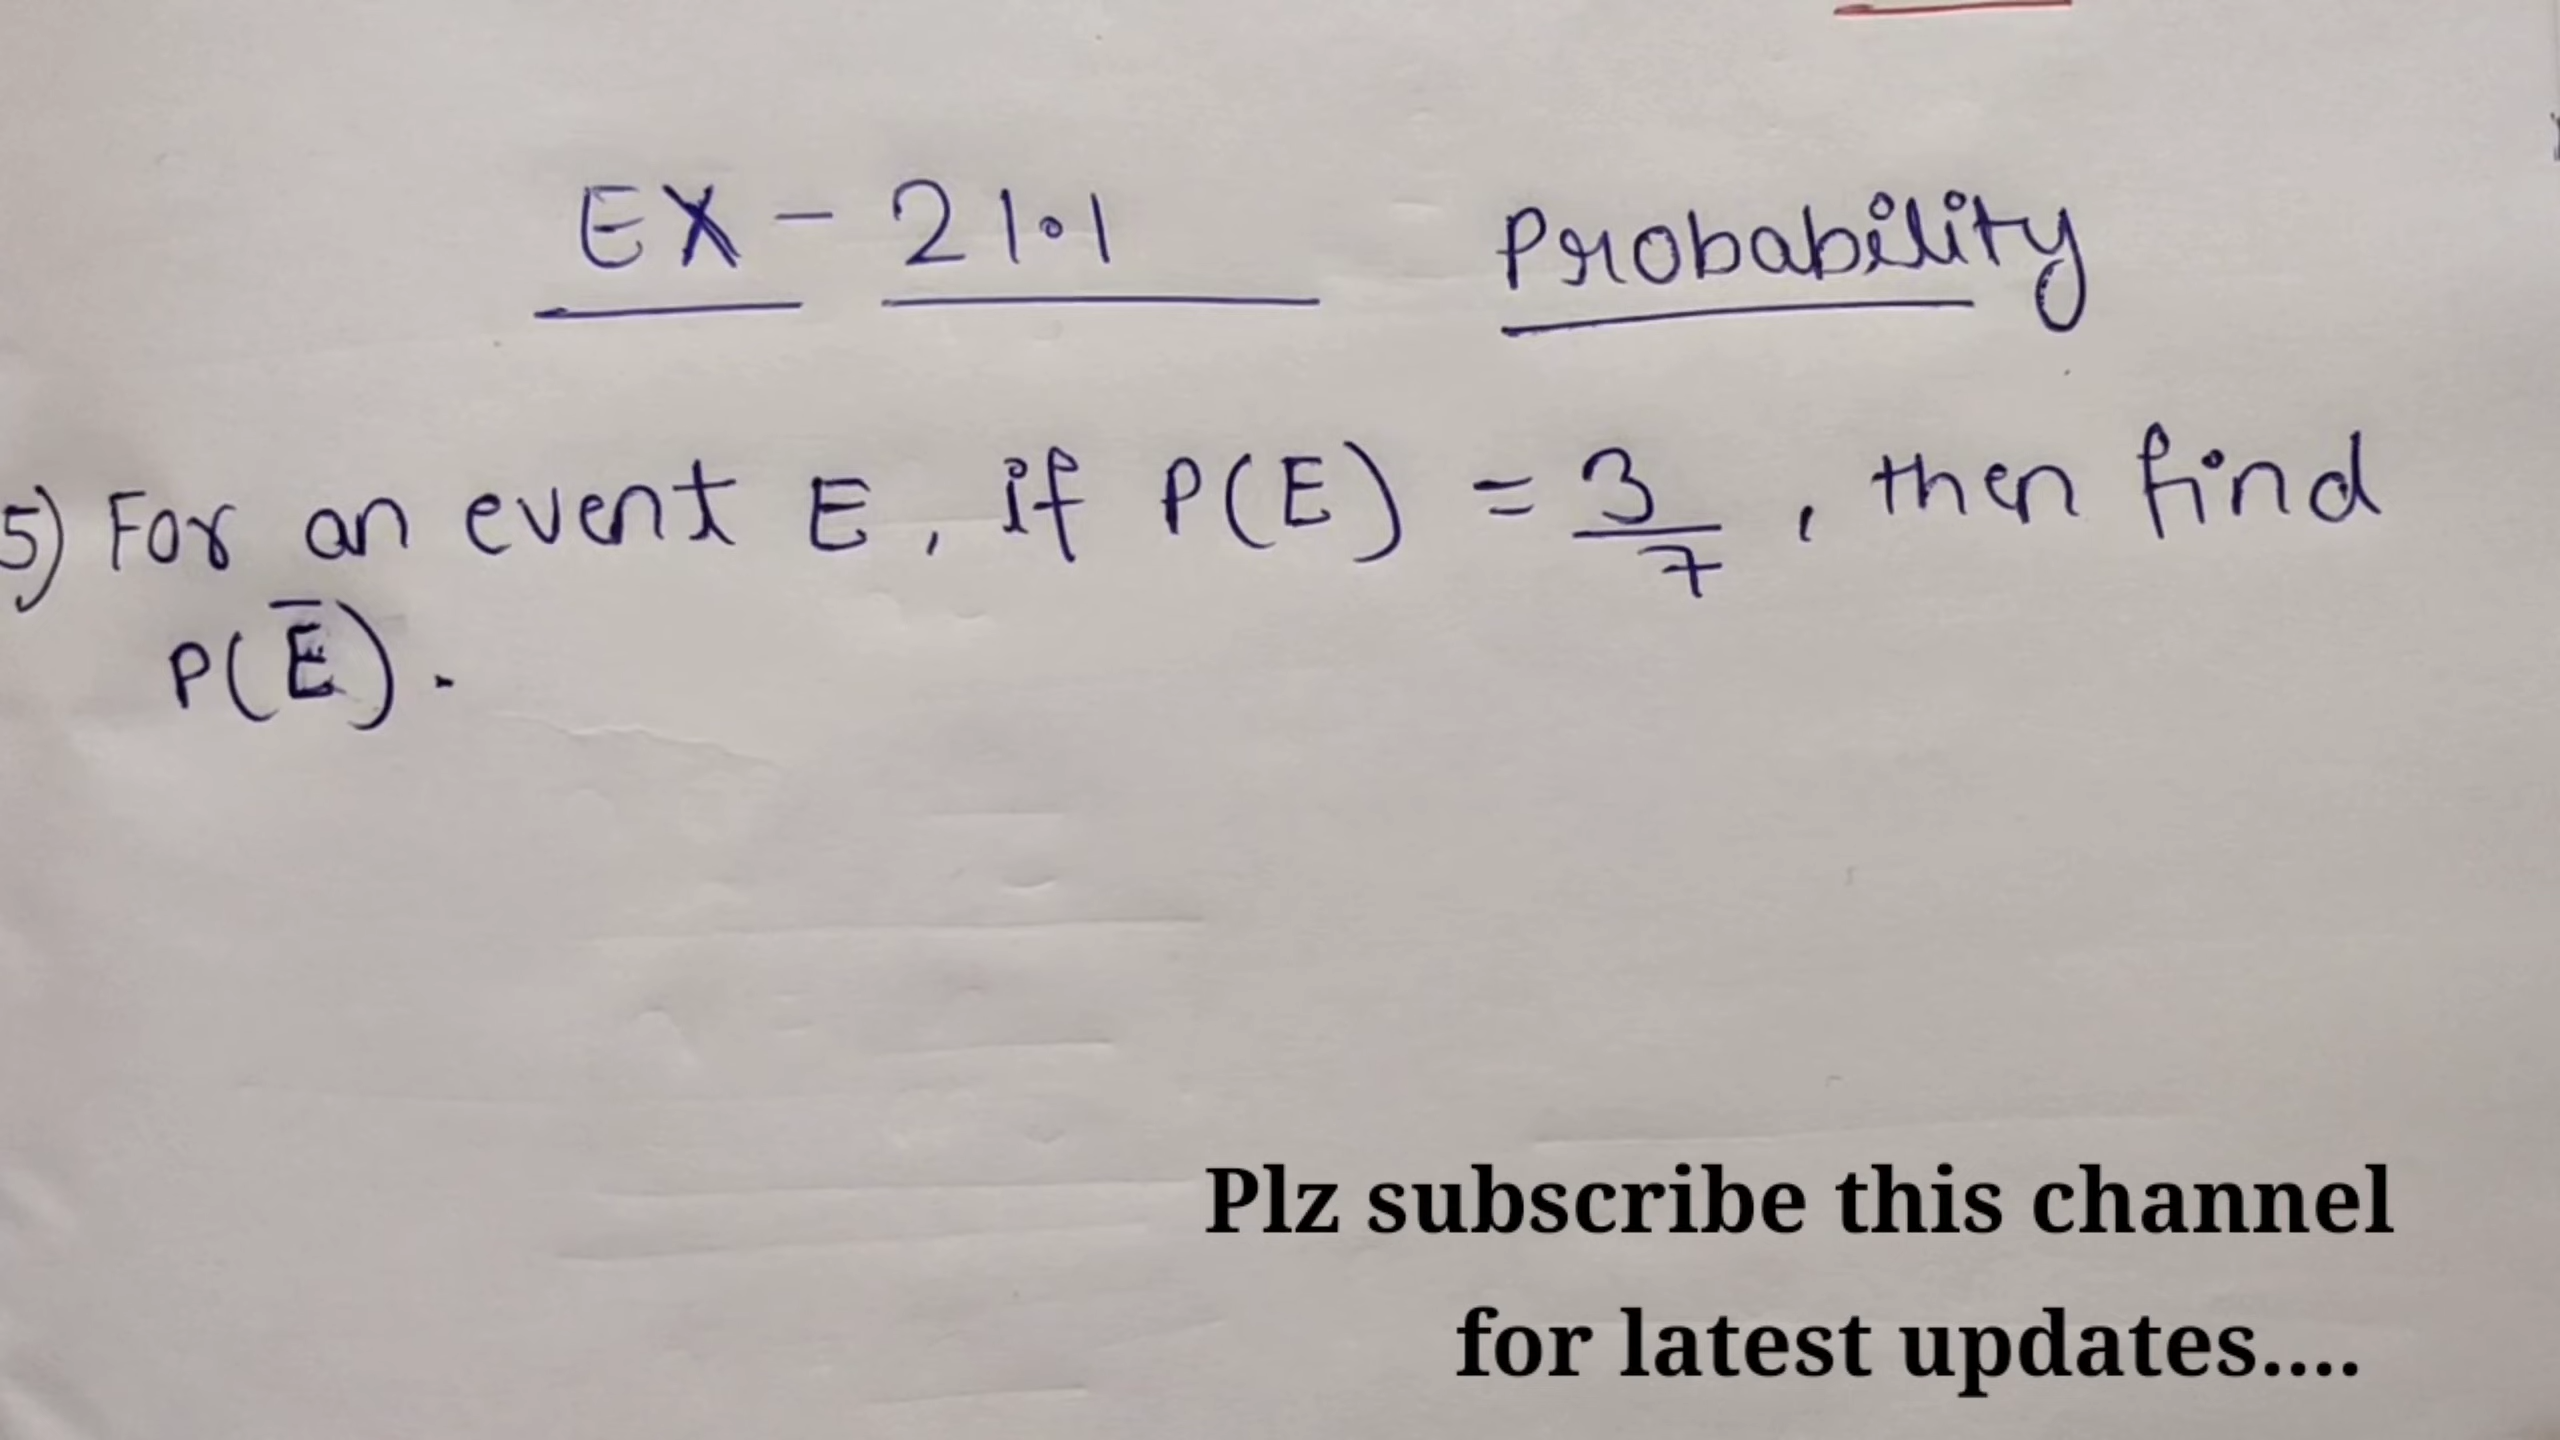 EX - 21.1 Probability
5) For an event E, if P(E) = 3/7, then find
P(Ē).
Plz subscribe this channel
for latest updates....